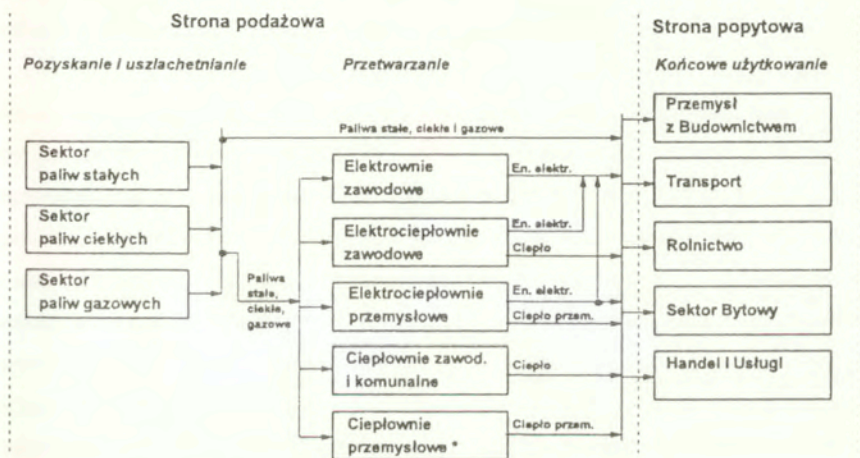 Strona podażowa
Strona popytowa
Pozyskanie i uszlachetnianie
Przetwarzanie
Końcowe użytkowanie
Sektor
paliw stałych
Sektor
paliw ciekłych
Sektor
paliw gazowych
Paliwa stałe, ciekłe i gazowe
Paliwa
stałe,
ciekłe,
gazowe
Elektrownie
zawodowe
En. elektr.
Elektrociepłownie
zawodowe
En. elektr.
Ciepło
Elektrociepłownie
przemysłowe
En. elektr.
Ciepło przem.
Ciepłownie zawod.
i komunalne
Ciepło
Ciepłownie
przemysłowe *
Ciepło przem.
Przemysł
z Budownictwem
Transport
Rolnictwo
Sektor Bytowy
Handel i Usługi